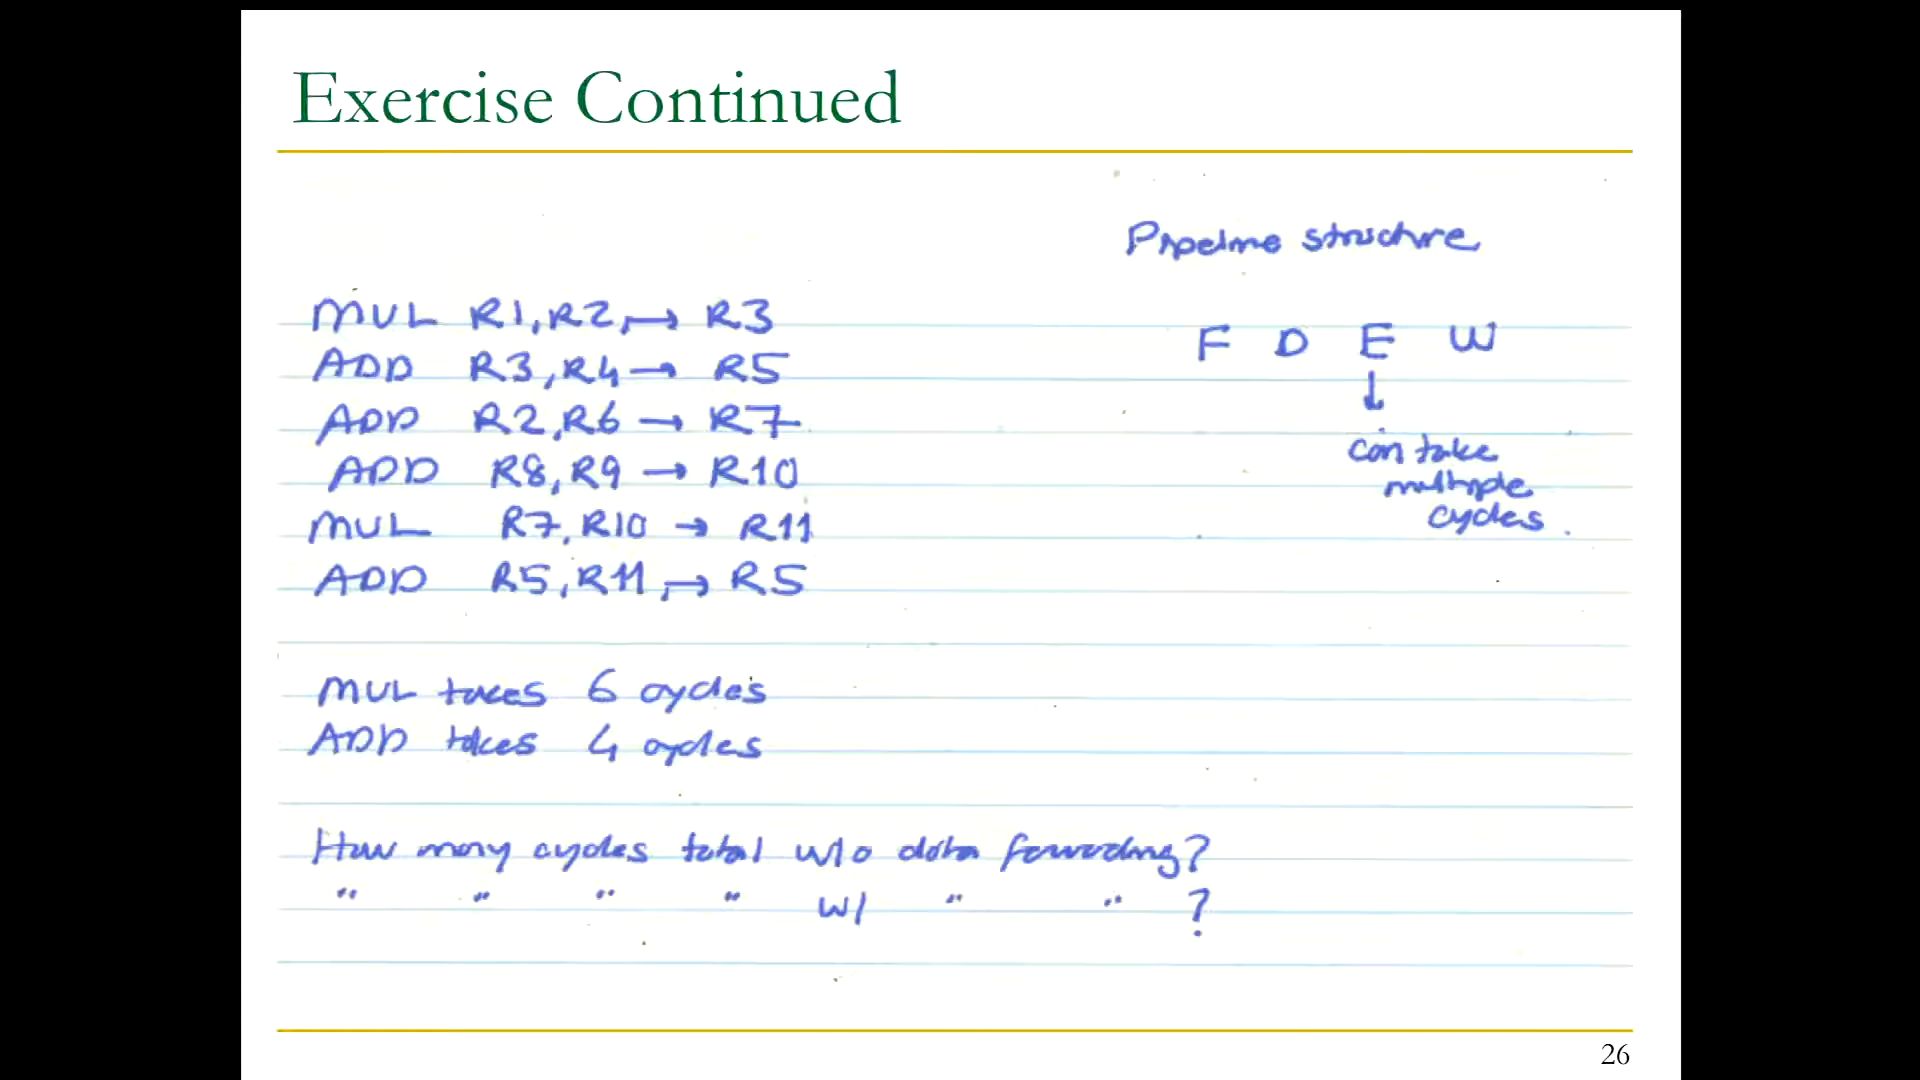 Exercise Continued
Pipeline structure
MUL R1, R2, → R3
ADD R3, R4 → R5
ADD R2, R6 → R7
ADD R8, R9 → R10
MUL R7, R10 → R11
ADD R5, R11, → R5
F D E W
↓
can take
multiple
cycles.
MUL takes 6 cycles
ADD takes 4 cycles
How many cycles total w/o data forwarding?
" " " " w/ " " ?
26